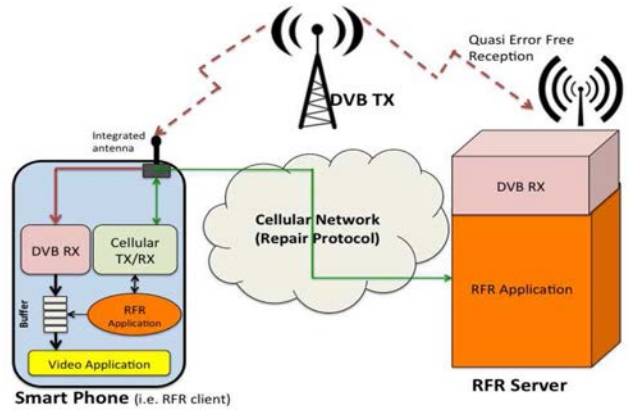 Quasi Error Free
Reception
DVB TX
Integrated
antenna
DVB RX
Cellular
TX/RX
Buffer
RFR
Application
Video Application
Smart Phone (i.e. RFR client)
Cellular Network
(Repair Protocol)
DVB RX
RFR Application
RFR Server